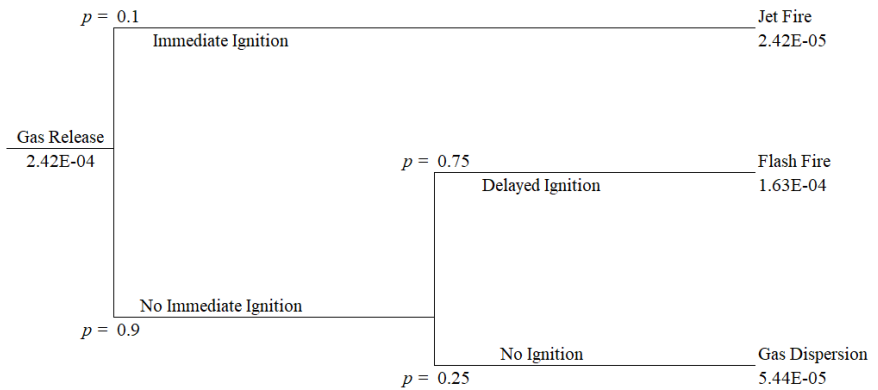 p = 0.1
Jet Fire
Immediate Ignition
2.42E-05
Gas Release
2.42E-04
p = 0.75
Flash Fire
Delayed Ignition
1.63E-04
No Immediate Ignition
p = 0.9
No Ignition
Gas Dispersion
p = 0.25
5.44E-05